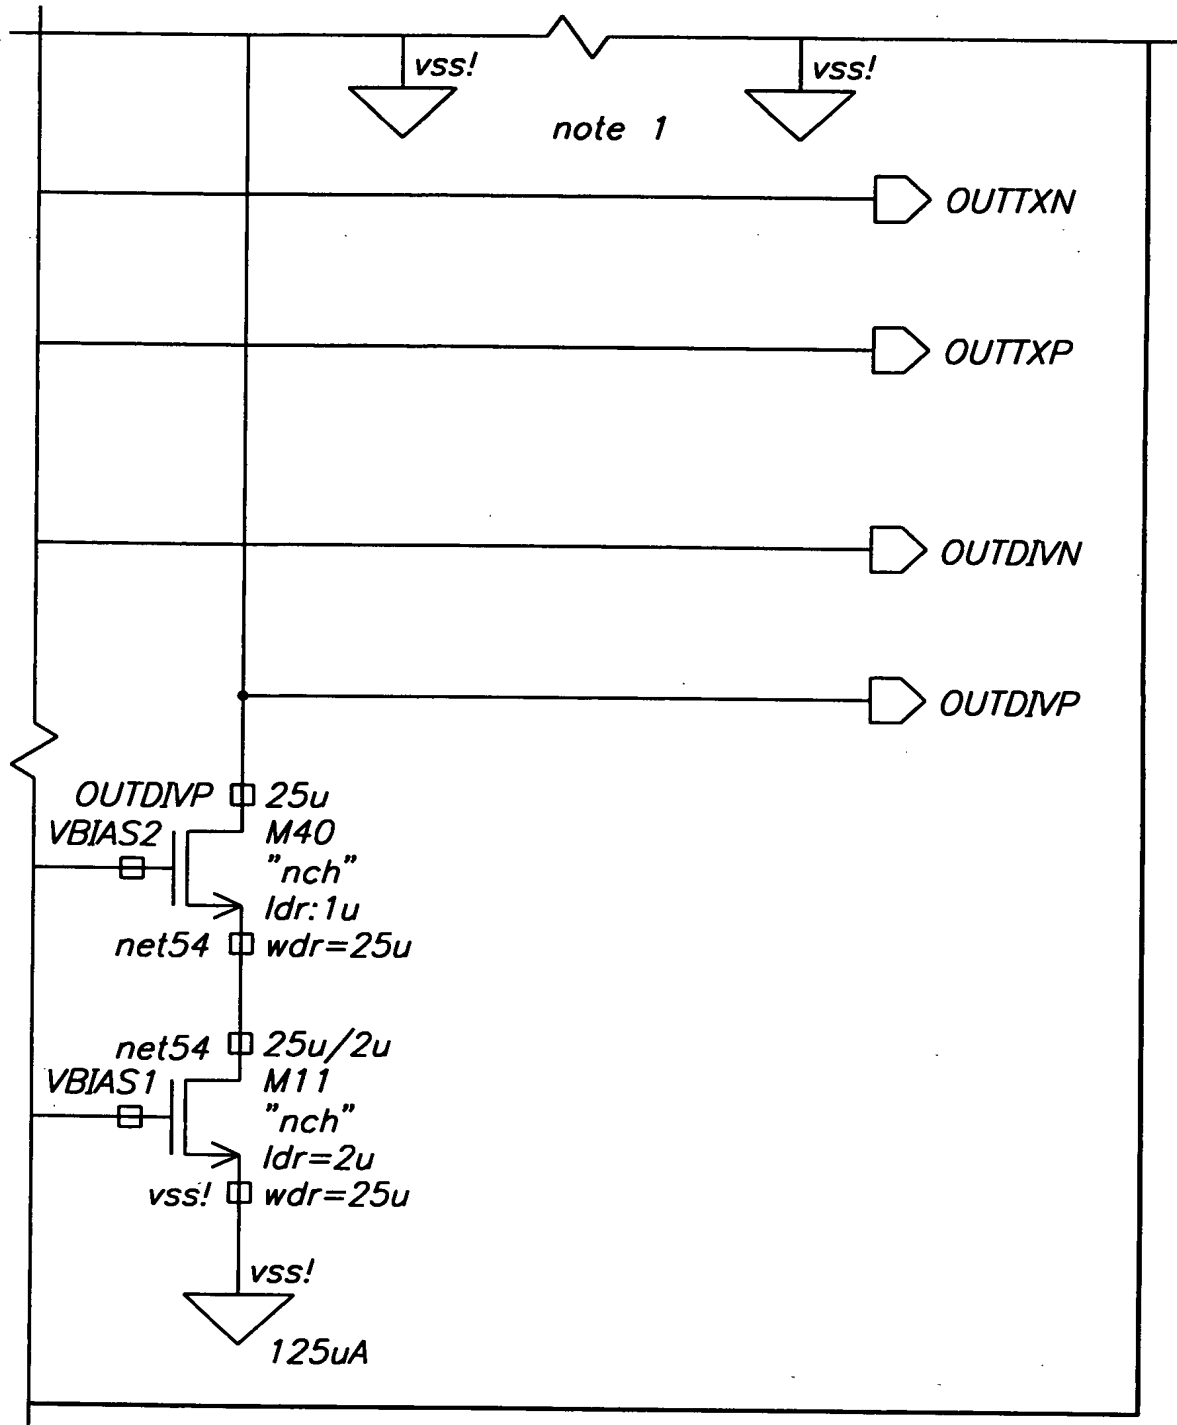 vss!
vss!
note 1
OUTTXN
OUTTXP
OUTDIVN
OUTDIVP
OUTDIVP 25u
VBIAS2 M40
"nch"
ldr:1u
net54 wdr=25u
net54 25u/2u
VBIAS1 M11
"nch"
ldr=2u
vss! wdr=25u
vss!
125uA